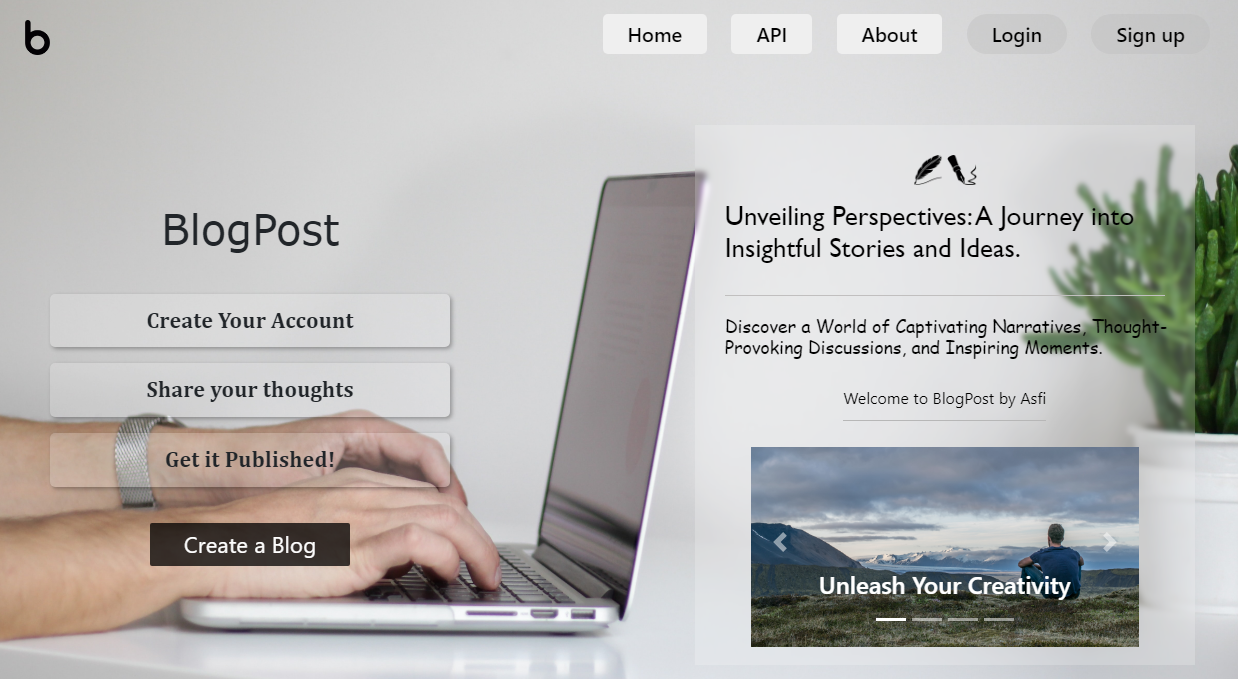 b
Home
API
About
Login
Sign up
BlogPost
Create Your Account
Share your thoughts
Get it Published!
Create a Blog
Unveiling Perspectives: A Journey into
Insightful Stories and Ideas.
Discover a World of Captivating Narratives, Thought-
Provoking Discussions, and Inspiring Moments.
Welcome to BlogPost by Asfi
Unleash Your Creativity